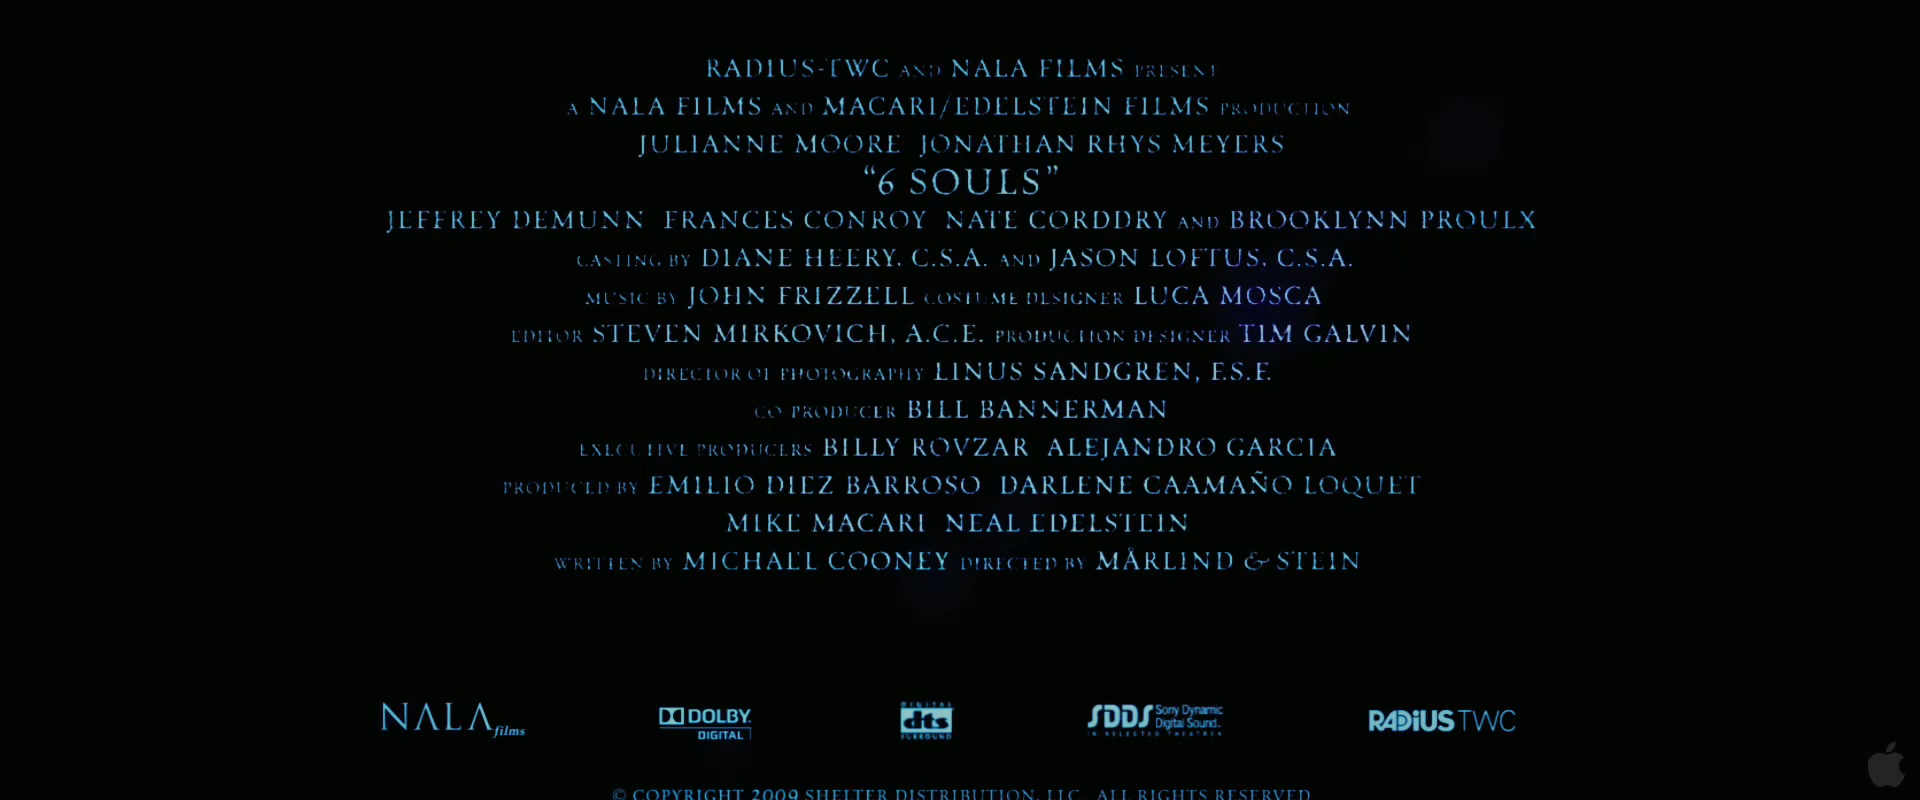 RADIUS-TWC AND NALA FILMS PRESENT
A NALA FILMS AND MACARI/EDELSTEIN FILMS PRODUCTION
JULIANNE MOORE JONATHAN RHYS MEYERS
“6 SOULS”
JEFFREY DEMUNN FRANCES CONROY NATE CORDDRY AND BROOKLYNN PROULX
CASTING BY DIANE HEERY, C.S.A. AND JASON LOFTUS, C.S.A.
MUSIC BY JOHN FRIZZELL COSTUME DESIGNER LUCA MOSCA
EDITOR STEVEN MIRKOVICH, A.C.E. PRODUCTION DESIGNER TIM GALVIN
DIRECTOR OF PHOTOGRAPHY LINUS SANDGREN, F.S.F.
CO PRODUCER BILL BANNERMAN
EXECUTIVE PRODUCERS BILLY ROVZAR ALEJANDRO GARCIA
PRODUCED BY EMILIO DIEZ BARROSO DARLENE CAAMAÑO LOQUET
MIKE MACARI NEAL EDELSTEIN
WRITTEN BY MICHAEL COONEY DIRECTED BY MÅRLIND & STEIN
NALA films
DOLBY DIGITAL
DIGITAL dts SURROUND
SDDS Sony Dynamic Digital Sound
IN SELECTED THEATRES
RADiUS TWC
© COPYRIGHT 2009 SHELTER DISTRIBUTION, LLC. ALL RIGHTS RESERVED